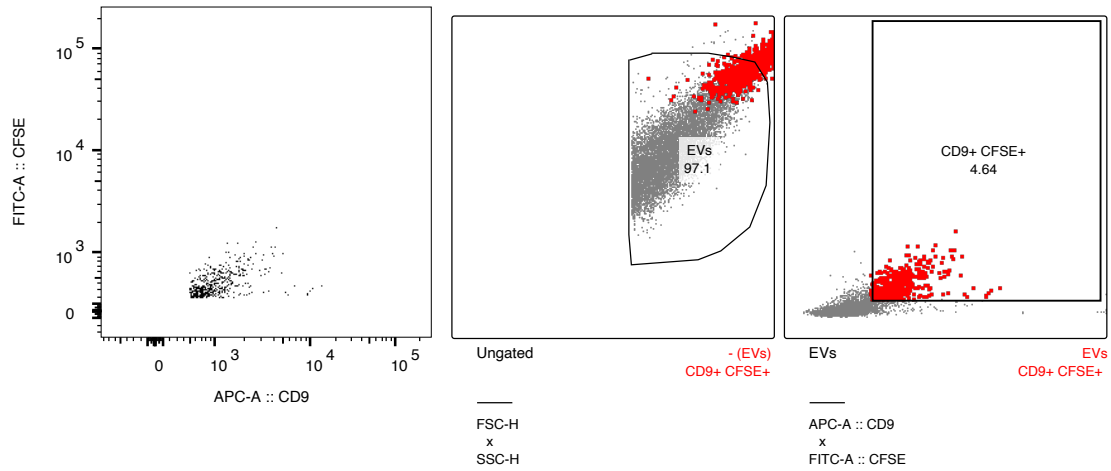 FITC-A :: CFSE
10^5
10^4
10^3
0
0
10^3
10^4
10^5
APC-A :: CD9
EVs
97.1
Ungated
- (EVs)
CD9+ CFSE+
FSC-H
x
SSC-H
CD9+ CFSE+
4.64
EVs
EVs
CD9+ CFSE+
APC-A :: CD9
x
FITC-A :: CFSE